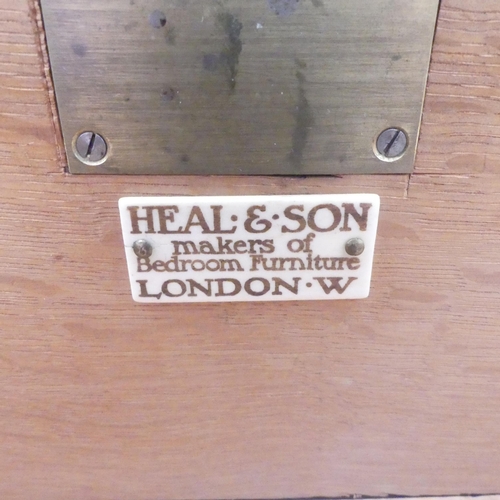 HEAL·&·SON
makers of
Bedroom Furniture
LONDON·W